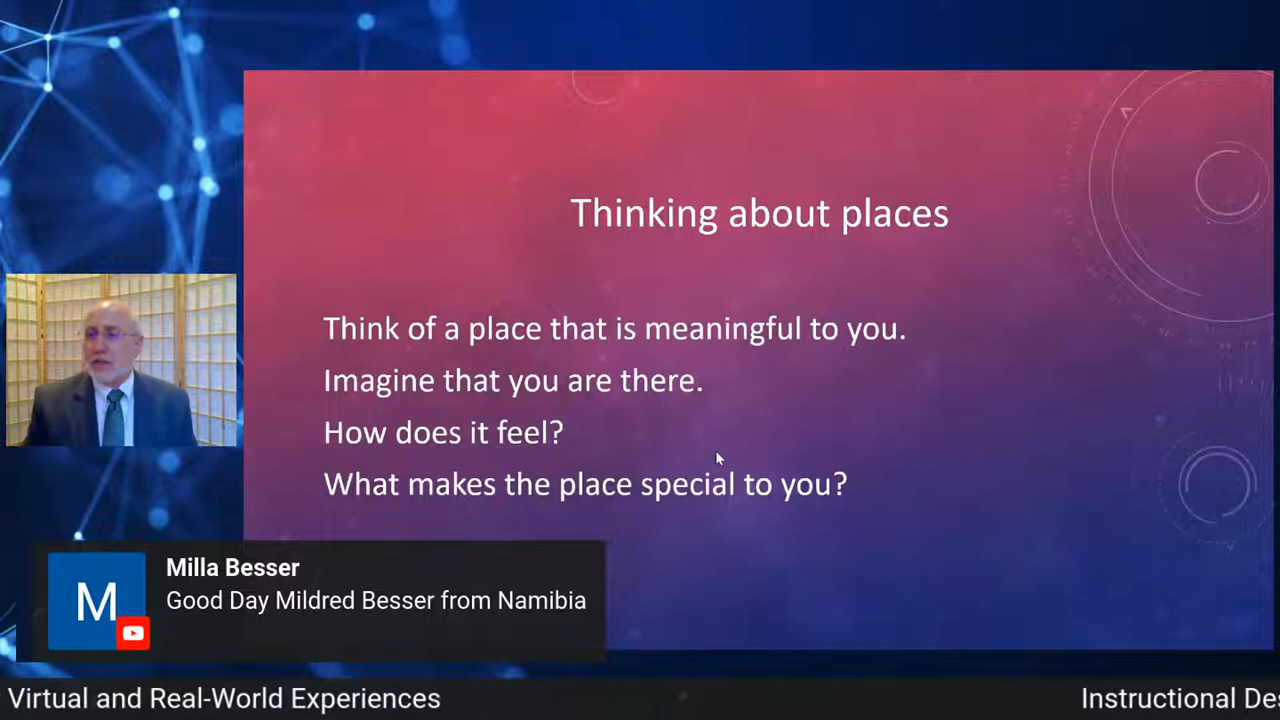 Thinking about places
Think of a place that is meaningful to you.
Imagine that you are there.
How does it feel?
What makes the place special to you?
M
Milla Besser
Good Day Mildred Besser from Namibia
Virtual and Real-World Experiences
Instructional